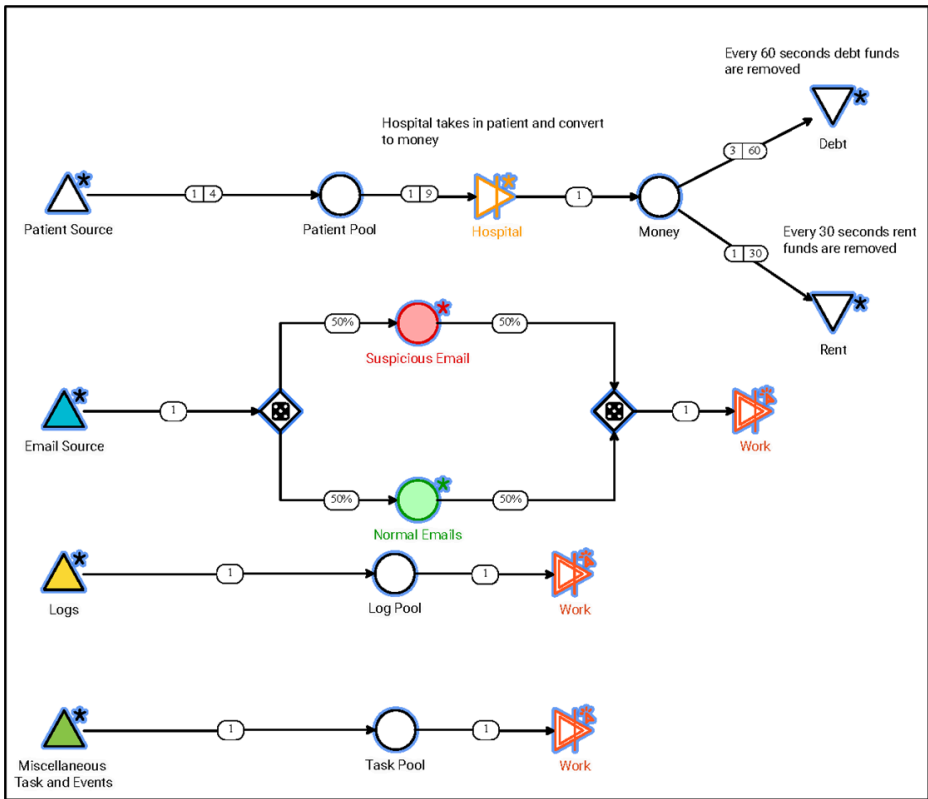 Every 60 seconds debt funds
are removed
Hospital takes in patient and convert
to money
3 60
Debt
1 4
1 9
1
Patient Source
Patient Pool
Hospital
Money
Every 30 seconds rent
funds are removed
1 30
50%
50%
Suspicious Email
Rent
1
1
Email Source
Work
50%
50%
Normal Emails
1
1
Logs
Log Pool
Work
1
1
Miscellaneous
Task and Events
Task Pool
Work